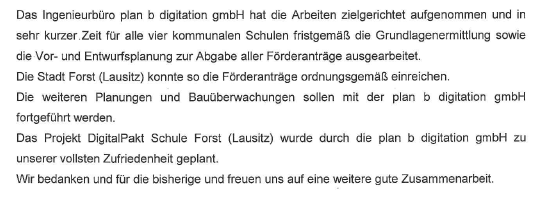 Das Ingenieurbüro plan b digitation gmbH hat die Arbeiten zielgerichtet aufgenommen und in
sehr kurzer Zeit für alle vier kommunalen Schulen fristgemäß die Grundlagenermittlung sowie
die Vor- und Entwurfsplanung zur Abgabe aller Förderanträge ausgearbeitet.
Die Stadt Forst (Lausitz) konnte so die Förderanträge ordnungsgemäß einreichen.
Die weiteren Planungen und Bauüberwachungen sollen mit der plan b digitation gmbH
fortgeführt werden.
Das Projekt DigitalPakt Schule Forst (Lausitz) wurde durch die plan b digitation gmbH zu
unserer vollsten Zufriedenheit geplant.
Wir bedanken und für die bisherige und freuen uns auf eine weitere gute Zusammenarbeit.